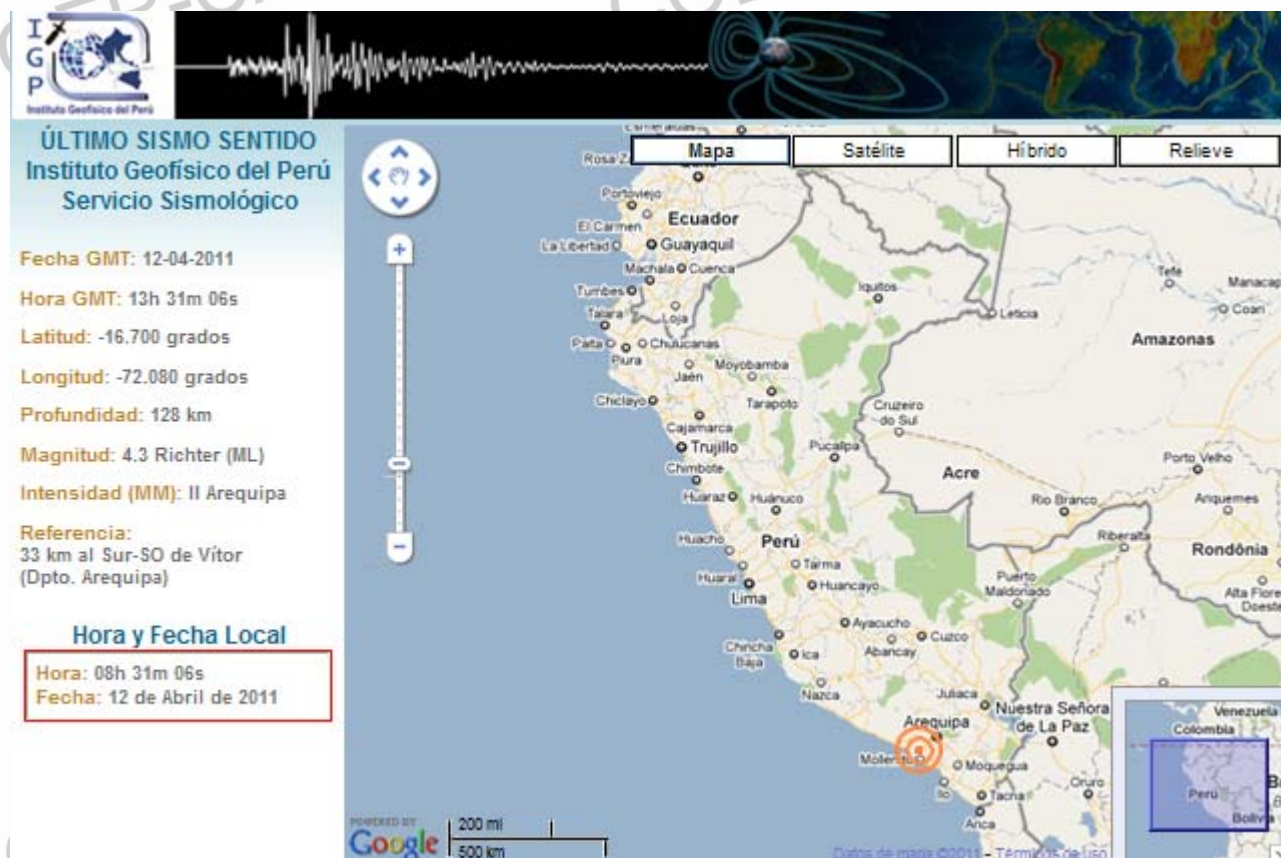 I
G
P
Instituto Geofísico del Perú
ÚLTIMO SISMO SENTIDO
Instituto Geofísico del Perú
Servicio Sismológico
Fecha GMT: 12-04-2011
Hora GMT: 13h 31m 06s
Latitud: -16.700 grados
Longitud: -72.080 grados
Profundidad: 128 km
Magnitud: 4.3 Richter (ML)
Intensidad (MM): II Arequipa
Referencia:
33 km al Sur-SO de Vítor
(Dpto. Arequipa)
Hora y Fecha Local
Hora: 08h 31m 06s
Fecha: 12 de Abril de 2011
Mapa
Satélite
Híbrido
Relieve
Esmeraldas
Portoviejo
Ecuador
El Carmen
La Libertad
Guayaquil
Machala
Cuenca
Tumbes
Iquitos
Tefé
Manacap
Coari
Talara
Loja
Leticia
Amazonas
Paita
Chulucanas
Piura
Jaén
Moyobamba
Chiclayo
Tarapoto
Cruzeiro
do Sul
Cajamarca
Trujillo
Pucallpa
Chimbote
Acre
Porto Velho
Huaraz
Huánuco
Rio Branco
Ariquemes
Huacho
Perú
Riberalta
Rondônia
Huaral
Tarma
Lima
Huancayo
Puerto
Maldonado
Alta Flore
Doeste
Ayacucho
Cuzco
Chincha
Baja
Ica
Abancay
Nazca
Juliaca
Nuestra Señora
de La Paz
Arequipa
Moquegua
Ilo
Tacna
Oruro
Arica
Venezuela
Colombia
Perú
Bolivia
POWERED BY
Google
200 mi
500 km
Datos de mapa ©2011 - Términos de uso